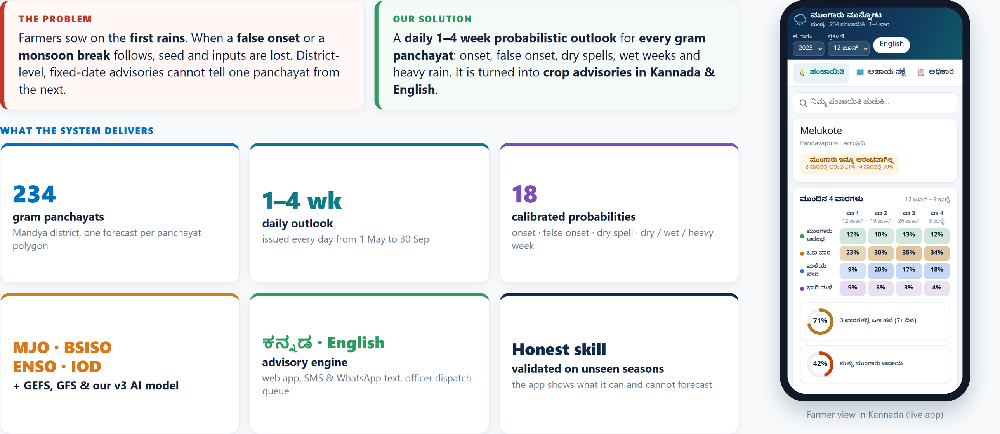 THE PROBLEM
Farmers sow on the first rains. When a false onset or a
monsoon break follows, seed and inputs are lost. District-
level, fixed-date advisories cannot tell one panchayat from
the next.
OUR SOLUTION
A daily 1–4 week probabilistic outlook for every gram
panchayat: onset, false onset, dry spells, wet weeks and
heavy rain. It is turned into crop advisories in Kannada &
English.
WHAT THE SYSTEM DELIVERS
234
gram panchayats
Mandya district, one forecast per panchayat
polygon
1–4 wk
daily outlook
issued every day from 1 May to 30 Sep
18
calibrated probabilities
onset · false onset · dry spell · dry / wet / heavy
week
MJO · BSISO
ENSO · IOD
+ GEFS, GFS & our v3 AI model
ಕನ್ನಡ · English
advisory engine
web app, SMS & WhatsApp text, officer dispatch
queue
Honest skill
validated on unseen seasons
the app shows what it can and cannot forecast
ಮುಂಗಾರು ಮುನ್ನೋಟ
ಮಂಡ್ಯ · 234 ಪಂಚಾಯಿತಿ · 1–4 ವಾರ
ಹಂಗಾಮು ಪ್ರಕಟಣೆ
2023 12 ಜೂನ್ English
ಪಂಚಾಯಿತಿ ಅಪಾಯ ನಕ್ಷೆ ಅಧಿಕಾರಿ
ನಿಮ್ಮ ಪಂಚಾಯಿತಿ ಹುಡುಕಿ...
Melukote
Pandavapura · ತಾಲ್ಲೂಕು
ಮುಂಗಾರು ಇನ್ನೂ ಆರಂಭವಾಗಿಲ್ಲ
2 ವಾರದಲ್ಲಿ ಆರಂಭ 21% · 4 ವಾರದಲ್ಲಿ 39%
ಮುಂದಿನ 4 ವಾರಗಳು 12 ಜೂನ್ – 9 ಜುಲೈ
ವಾ 1 ವಾ 2 ವಾ 3 ವಾ 4
12 ಜೂನ್ 19 ಜೂನ್ 26 ಜೂನ್ 3 ಜುಲೈ
ಮುಂಗಾರು
ಆರಂಭ
12% 10% 13% 12%
ಒಣ ವಾರ 23% 30% 35% 34%
ಮಳೆಯ
ವಾರ
9% 20% 17% 18%
ಭಾರಿ ಮಳೆ 9% 5% 3% 4%
71% 3 ವಾರಗಳಲ್ಲಿ ಒಣ ಹವೆ (7+ ದಿನ)
42% ಸುಳ್ಳು ಮುಂಗಾರು ಅಪಾಯ
Farmer view in Kannada (live app)